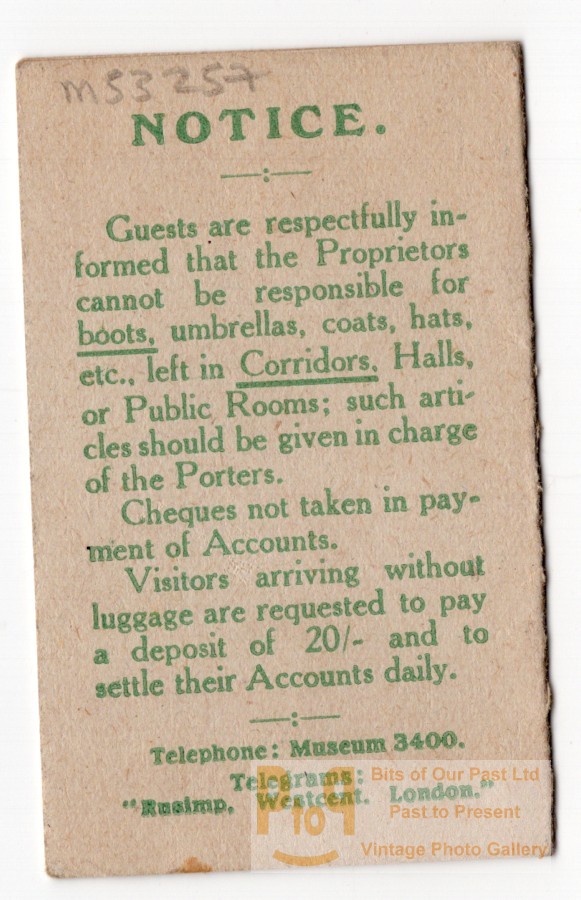 m53 257
NOTICE.
Guests are respectfully in-
formed that the Proprietors
cannot be responsible for
boots, umbrellas, coats, hats,
etc., left in Corridors, Halls,
or Public Rooms; such arti-
cles should be given in charge
of the Porters.
Cheques not taken in pay-
ment of Accounts.
Visitors arriving without
luggage are requested to pay
a deposit of 20/- and to
settle their Accounts daily.
Telephone: Museum 3400.
Telegrams:
"Rusimp, Westcent, London."
PToP
Bits of Our Past Ltd
Past to Present
Vintage Photo Gallery